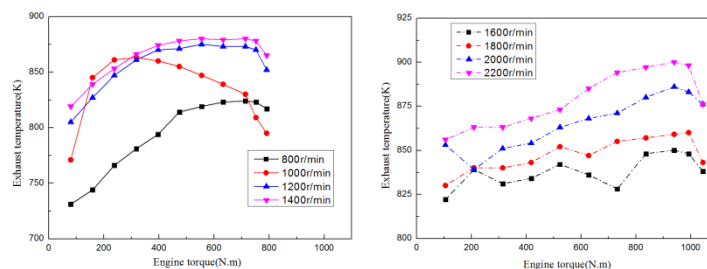 900
850
800
750
700
Exhaust temperature(K)
800r/min
1000r/min
1200r/min
1400r/min
0 200 400 600 800 1000
Engine torque(N.m)
925
900
875
850
825
800
Exhaust temperature(K)
1600r/min
1800r/min
2000r/min
2200r/min
0 200 400 600 800 1000
Engine torque(N.m)